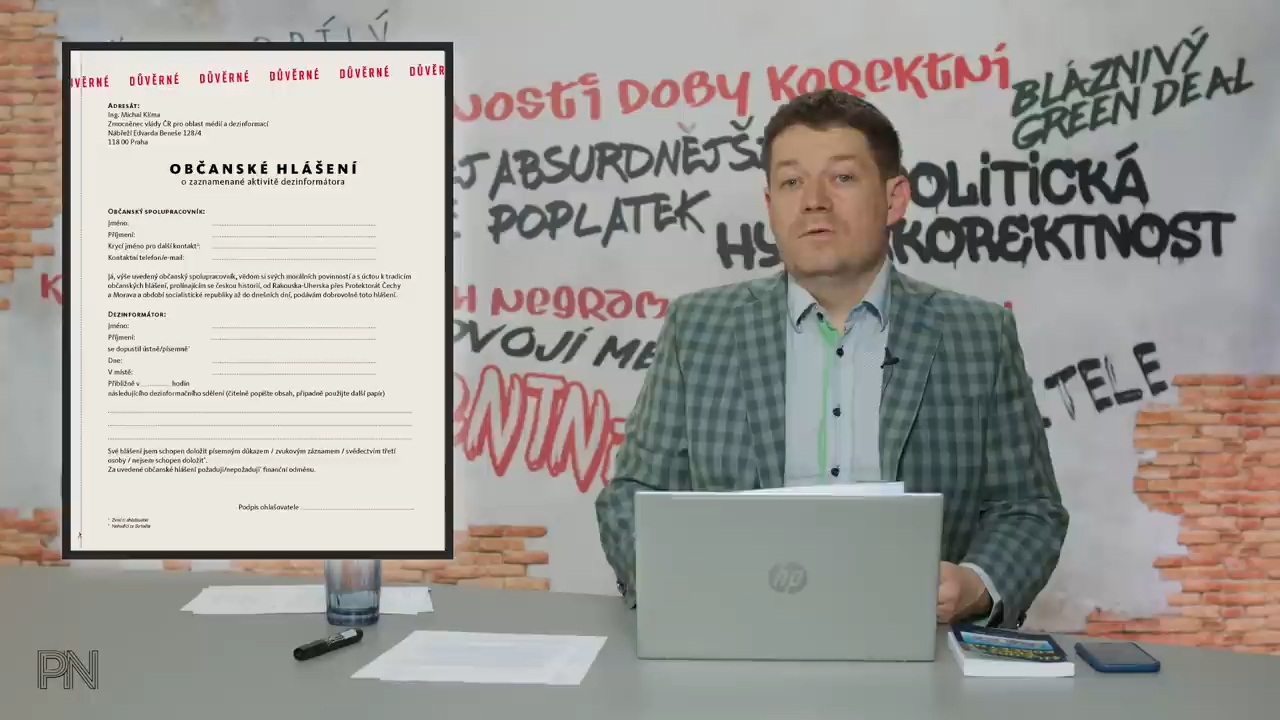 DŮVĚRNÉ DŮVĚRNÉ DŮVĚRNÉ DŮVĚRNÉ
ADRESÁT:
Ing. Michal Klíma
Zmocněnec vlády ČR pro oblast médií a dezinformací
Nábřeží Edvarda Beneše 128/4
118 00 Praha
OBČANSKÉ HLÁŠENÍ
o zaznamenané aktivitě dezinformátora
OBČANSKÝ SPOLUPRACOVNÍK:
Jméno:
Příjmení:
Krycí jméno pro další kontakt¹:
Kontaktní telefon/e-mail:
Já, výše uvedený občanský spolupracovník, vědom si svých morálních povinností a s úctou k tradicím
občanských hlášení, prolínajícím se českou historií, od Rakouska-Uherska přes Protektorát Čechy
a Morava a období socialistické republiky až do dnešních dní, podávám dobrovolně toto hlášení.
DEZINFORMÁTOR:
Jméno:
Příjmení:
se dopustil ústně/písemně*
Dne:
V místě:
Přibližně v hodin
následujícího dezinformačního sdělení (čitelně popište obsah, případně použijte další papír)
Své hlášení jsem schopen doložit písemným důkazem / zvukovým záznamem / svědectvím třetí
osoby / nejsem schopen doložit*.
Za uvedené občanské hlášení požaduji/nepožaduji* finanční odměnu.
Podpis ohlašovatele
DOBY KOREKTNÍ
BLÁZNIVÝ
GREEN DEAL
ABSURDNĚJŠ
POPLATEK
OLITICKÁ
KOREKTNOST
NEGRAM
TELE
hp
PN